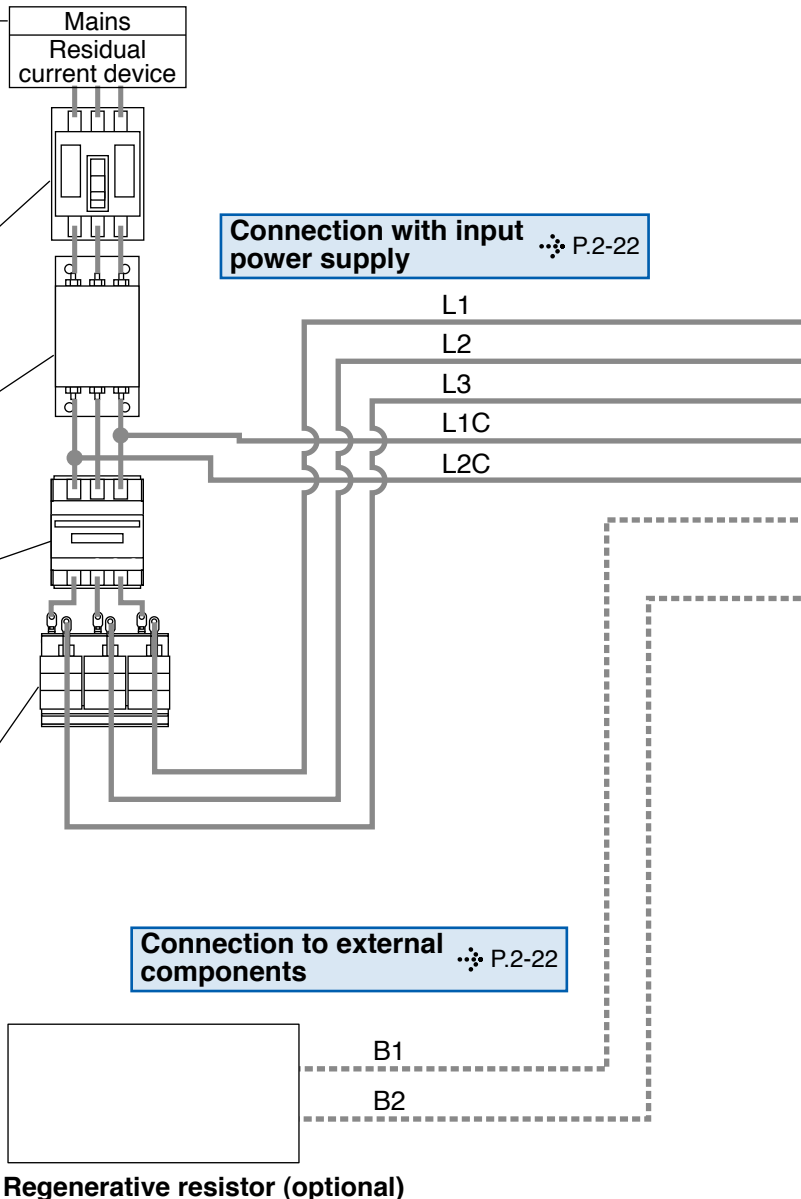 Mains
Residual
current device
Connection with input
power supply
P.2-22
L1
L2
L3
L1C
L2C
Connection to external
components
P.2-22
B1
B2
Regenerative resistor (optional)